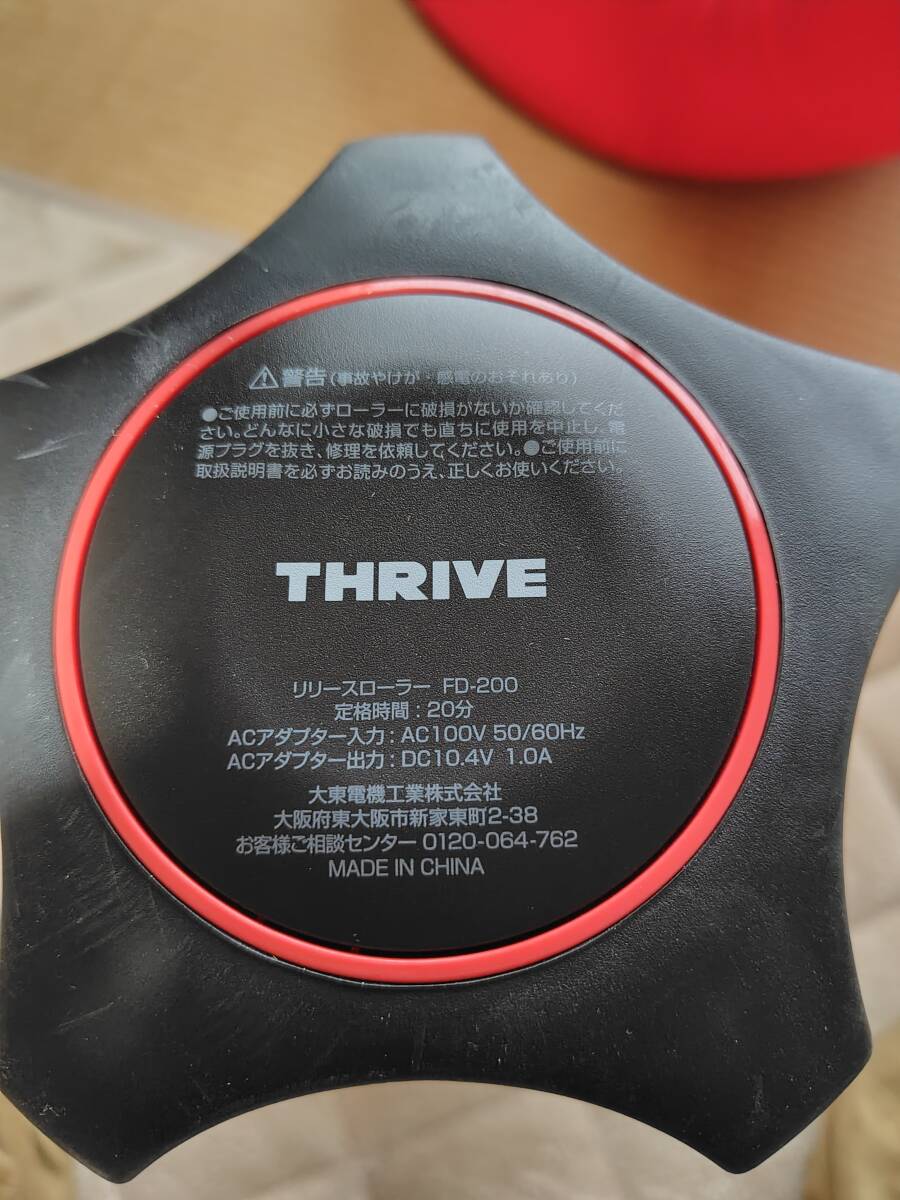 ⚠警告(事故やけが・感電のおそれあり)
●ご使用前に必ずローラーに破損がないか確認してくだ
さい。どんなに小さな破損でも直ちに使用を中止し、電
源プラグを抜き、修理を依頼してください。●ご使用前に
取扱説明書を必ずお読みのうえ、正しくお使いください。
THRIVE
リリースローラー FD-200
定格時間：20分
ACアダプター入力：AC100V 50/60Hz
ACアダプター出力：DC10.4V 1.0A
大東電機工業株式会社
大阪府東大阪市新家東町2-38
お客様ご相談センター 0120-064-762
MADE IN CHINA